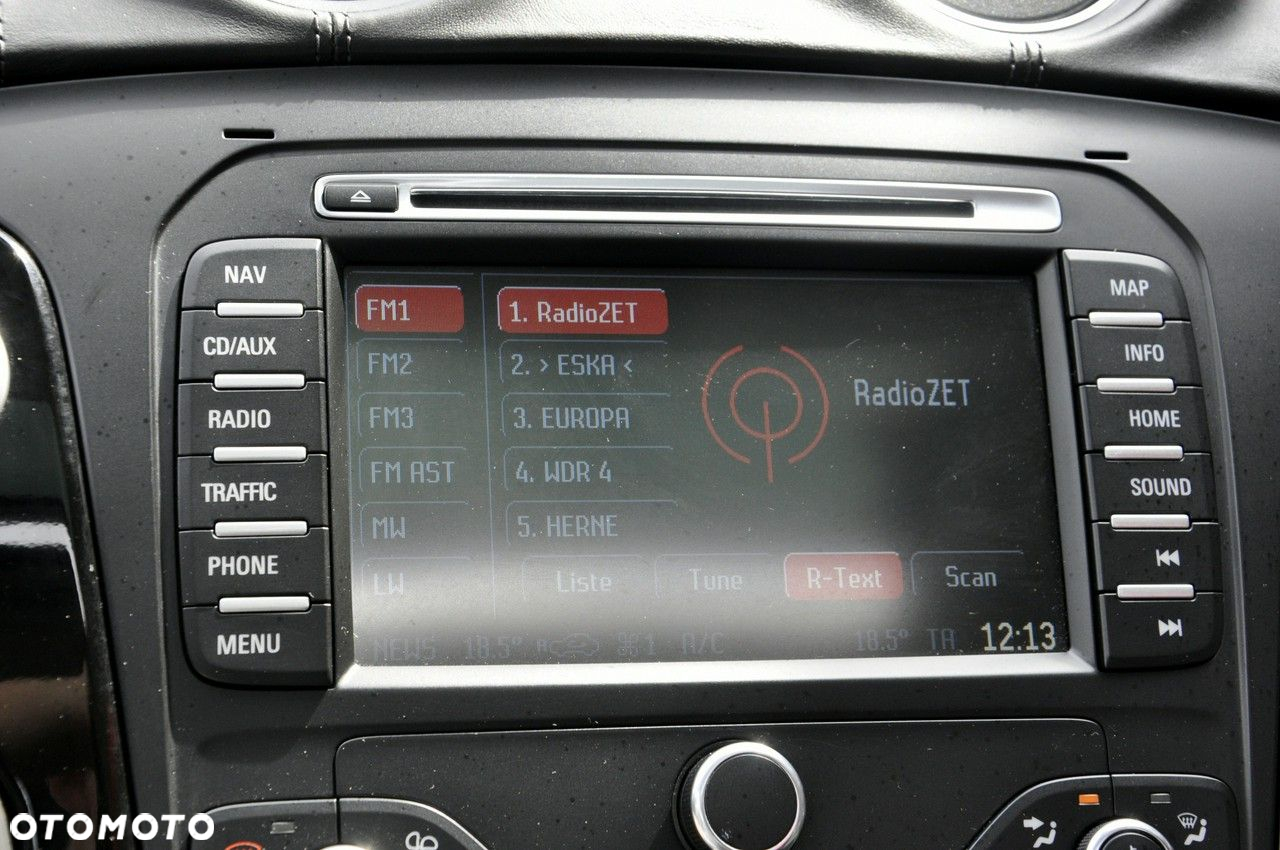 NAV
CD/AUX
RADIO
TRAFFIC
PHONE
MENU
FM1
FM2
FM3
FM AST
MW
LW
1. RadioZET
2. > ESKA <
3. EUROPA
4. WDR 4
5. HERNE
RadioZET
Liste
Tune
R-Text
Scan
NEWS 18.5° A 1 A/C 18.5° TA 12:13
MAP
INFO
HOME
SOUND
OTOMOTO